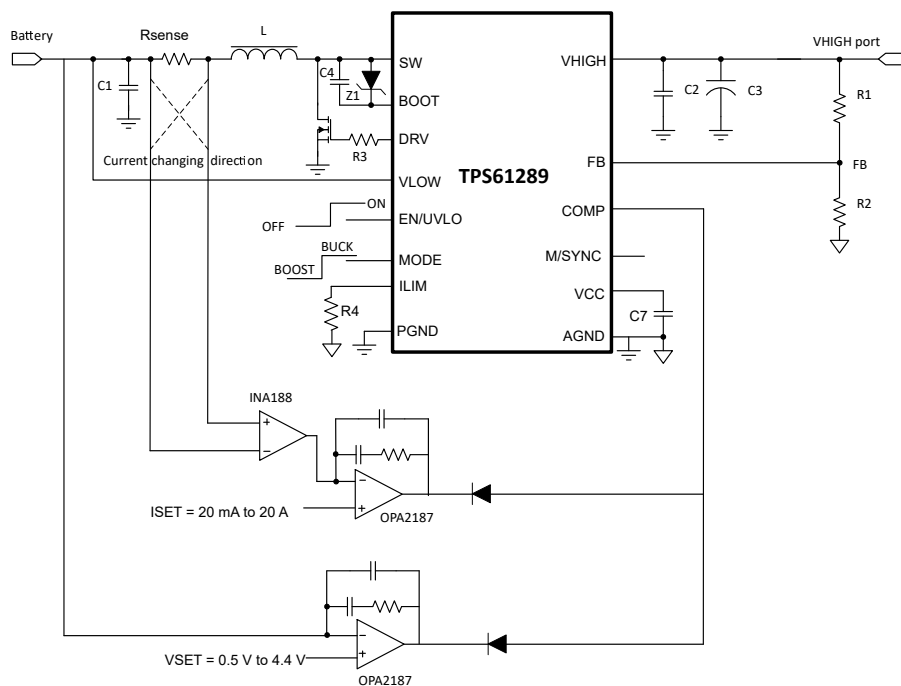 Battery
Rsense
L
VHIGH port
SW
VHIGH
C4
Z1
C1
C2
C3
R1
BOOT
DRV
R3
Current changing direction
TPS61289
FB
FB
VLOW
COMP
R2
ON
OFF
EN/UVLO
BUCK
BOOST
MODE
M/SYNC
ILIM
VCC
R4
C7
PGND
AGND
INA188
+
−
−
+
ISET = 20 mA to 20 A
OPA2187
−
+
VSET = 0.5 V to 4.4 V
OPA2187